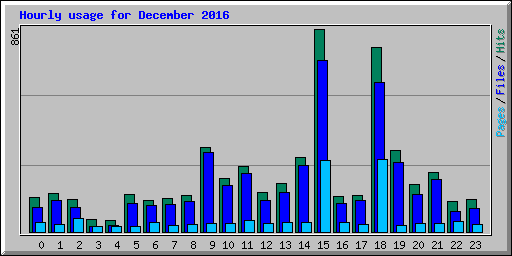 Hourly usage for December 2016
861
Pages / Files / Hits
0 1 2 3 4 5 6 7 8 9 10 11 12 13 14 15 16 17 18 19 20 21 22 23